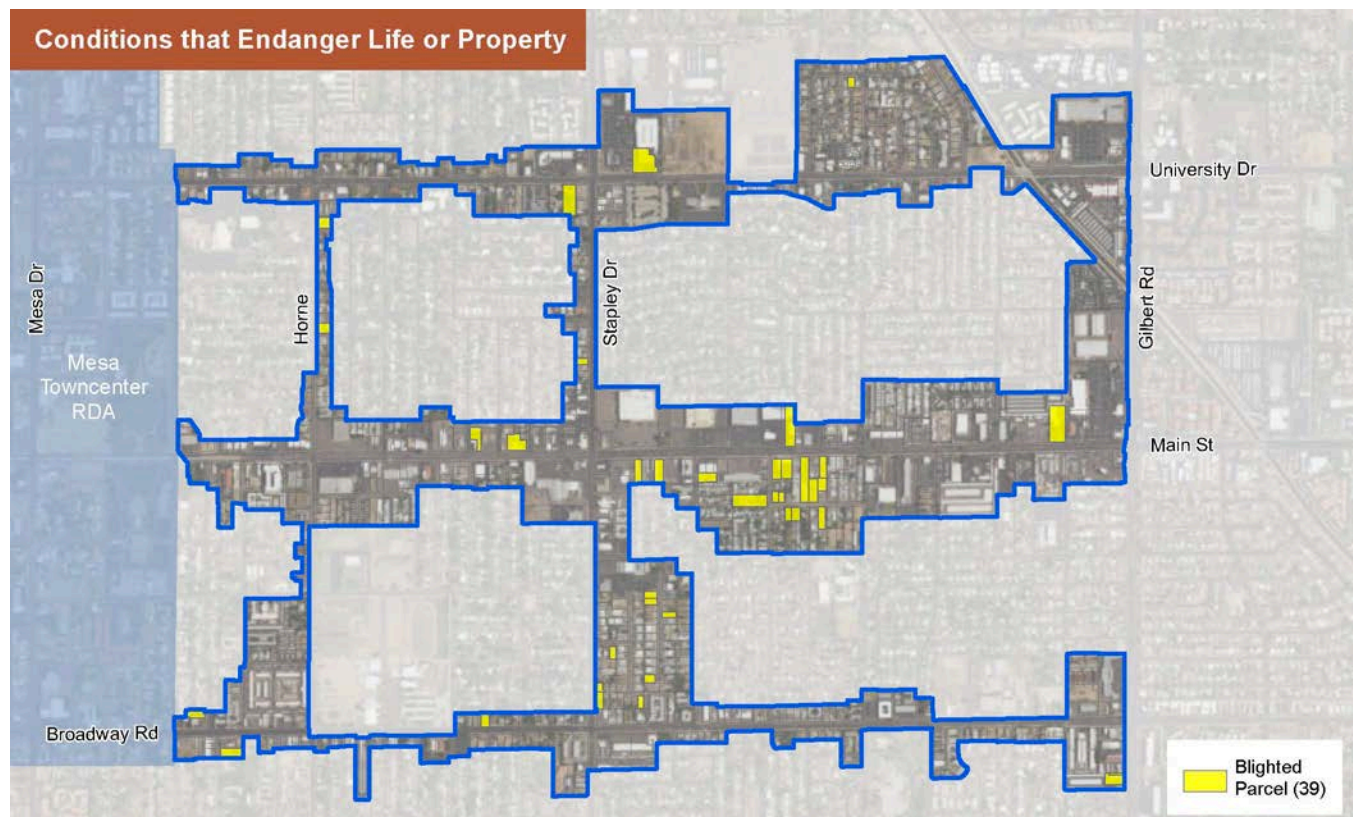 Conditions that Endanger Life or Property
University Dr
Mesa Dr
Horne
Stapley Dr
Gilbert Rd
Mesa
Towncenter
RDA
Main St
Broadway Rd
Blighted
Parcel (39)